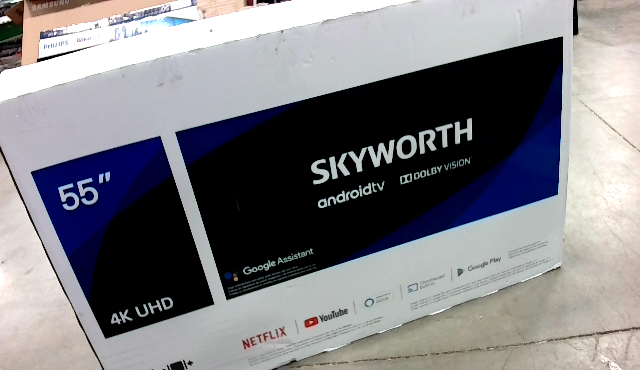 SAMSUNG
PHILIPS
55"
4K UHD
SKYWORTH
androidtv
DOLBY VISION
Google Assistant
NETFLIX
YouTube
Google Play